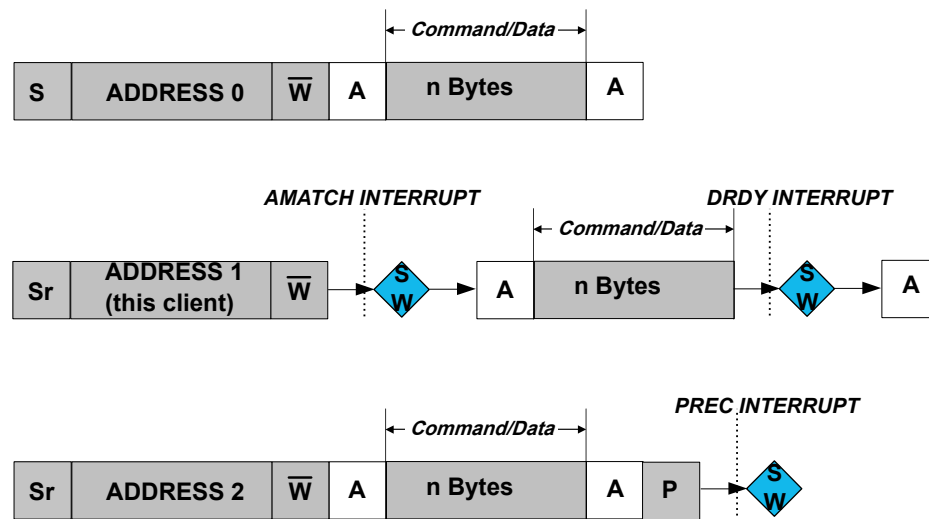 Command/Data
S ADDRESS 0 W̅ A n Bytes A
AMATCH INTERRUPT DRDY INTERRUPT
Command/Data
Sr ADDRESS 1 (this client) W̅ S W A n Bytes S W A
PREC INTERRUPT
Command/Data
Sr ADDRESS 2 W̅ A n Bytes A P S W